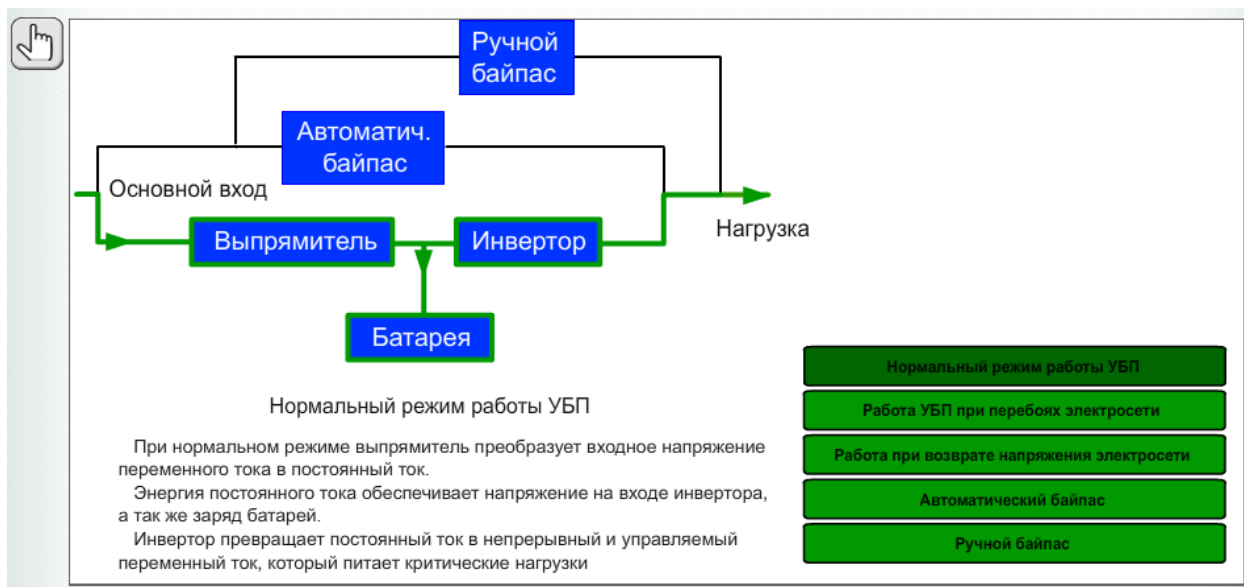 Ручной
байпас
Автоматич.
байпас
Основной вход
Выпрямитель
Инвертор
Нагрузка
Батарея
Нормальный режим работы УБП
При нормальном режиме выпрямитель преобразует входное напряжение
переменного тока в постоянный ток.
Энергия постоянного тока обеспечивает напряжение на входе инвертора,
а так же заряд батарей.
Инвертор превращает постоянный ток в непрерывный и управляемый
переменный ток, который питает критические нагрузки
Нормальный режим работы УБП
Работа УБП при перебоях электросети
Работа при возврате напряжения электросети
Автоматический байпас
Ручной байпас